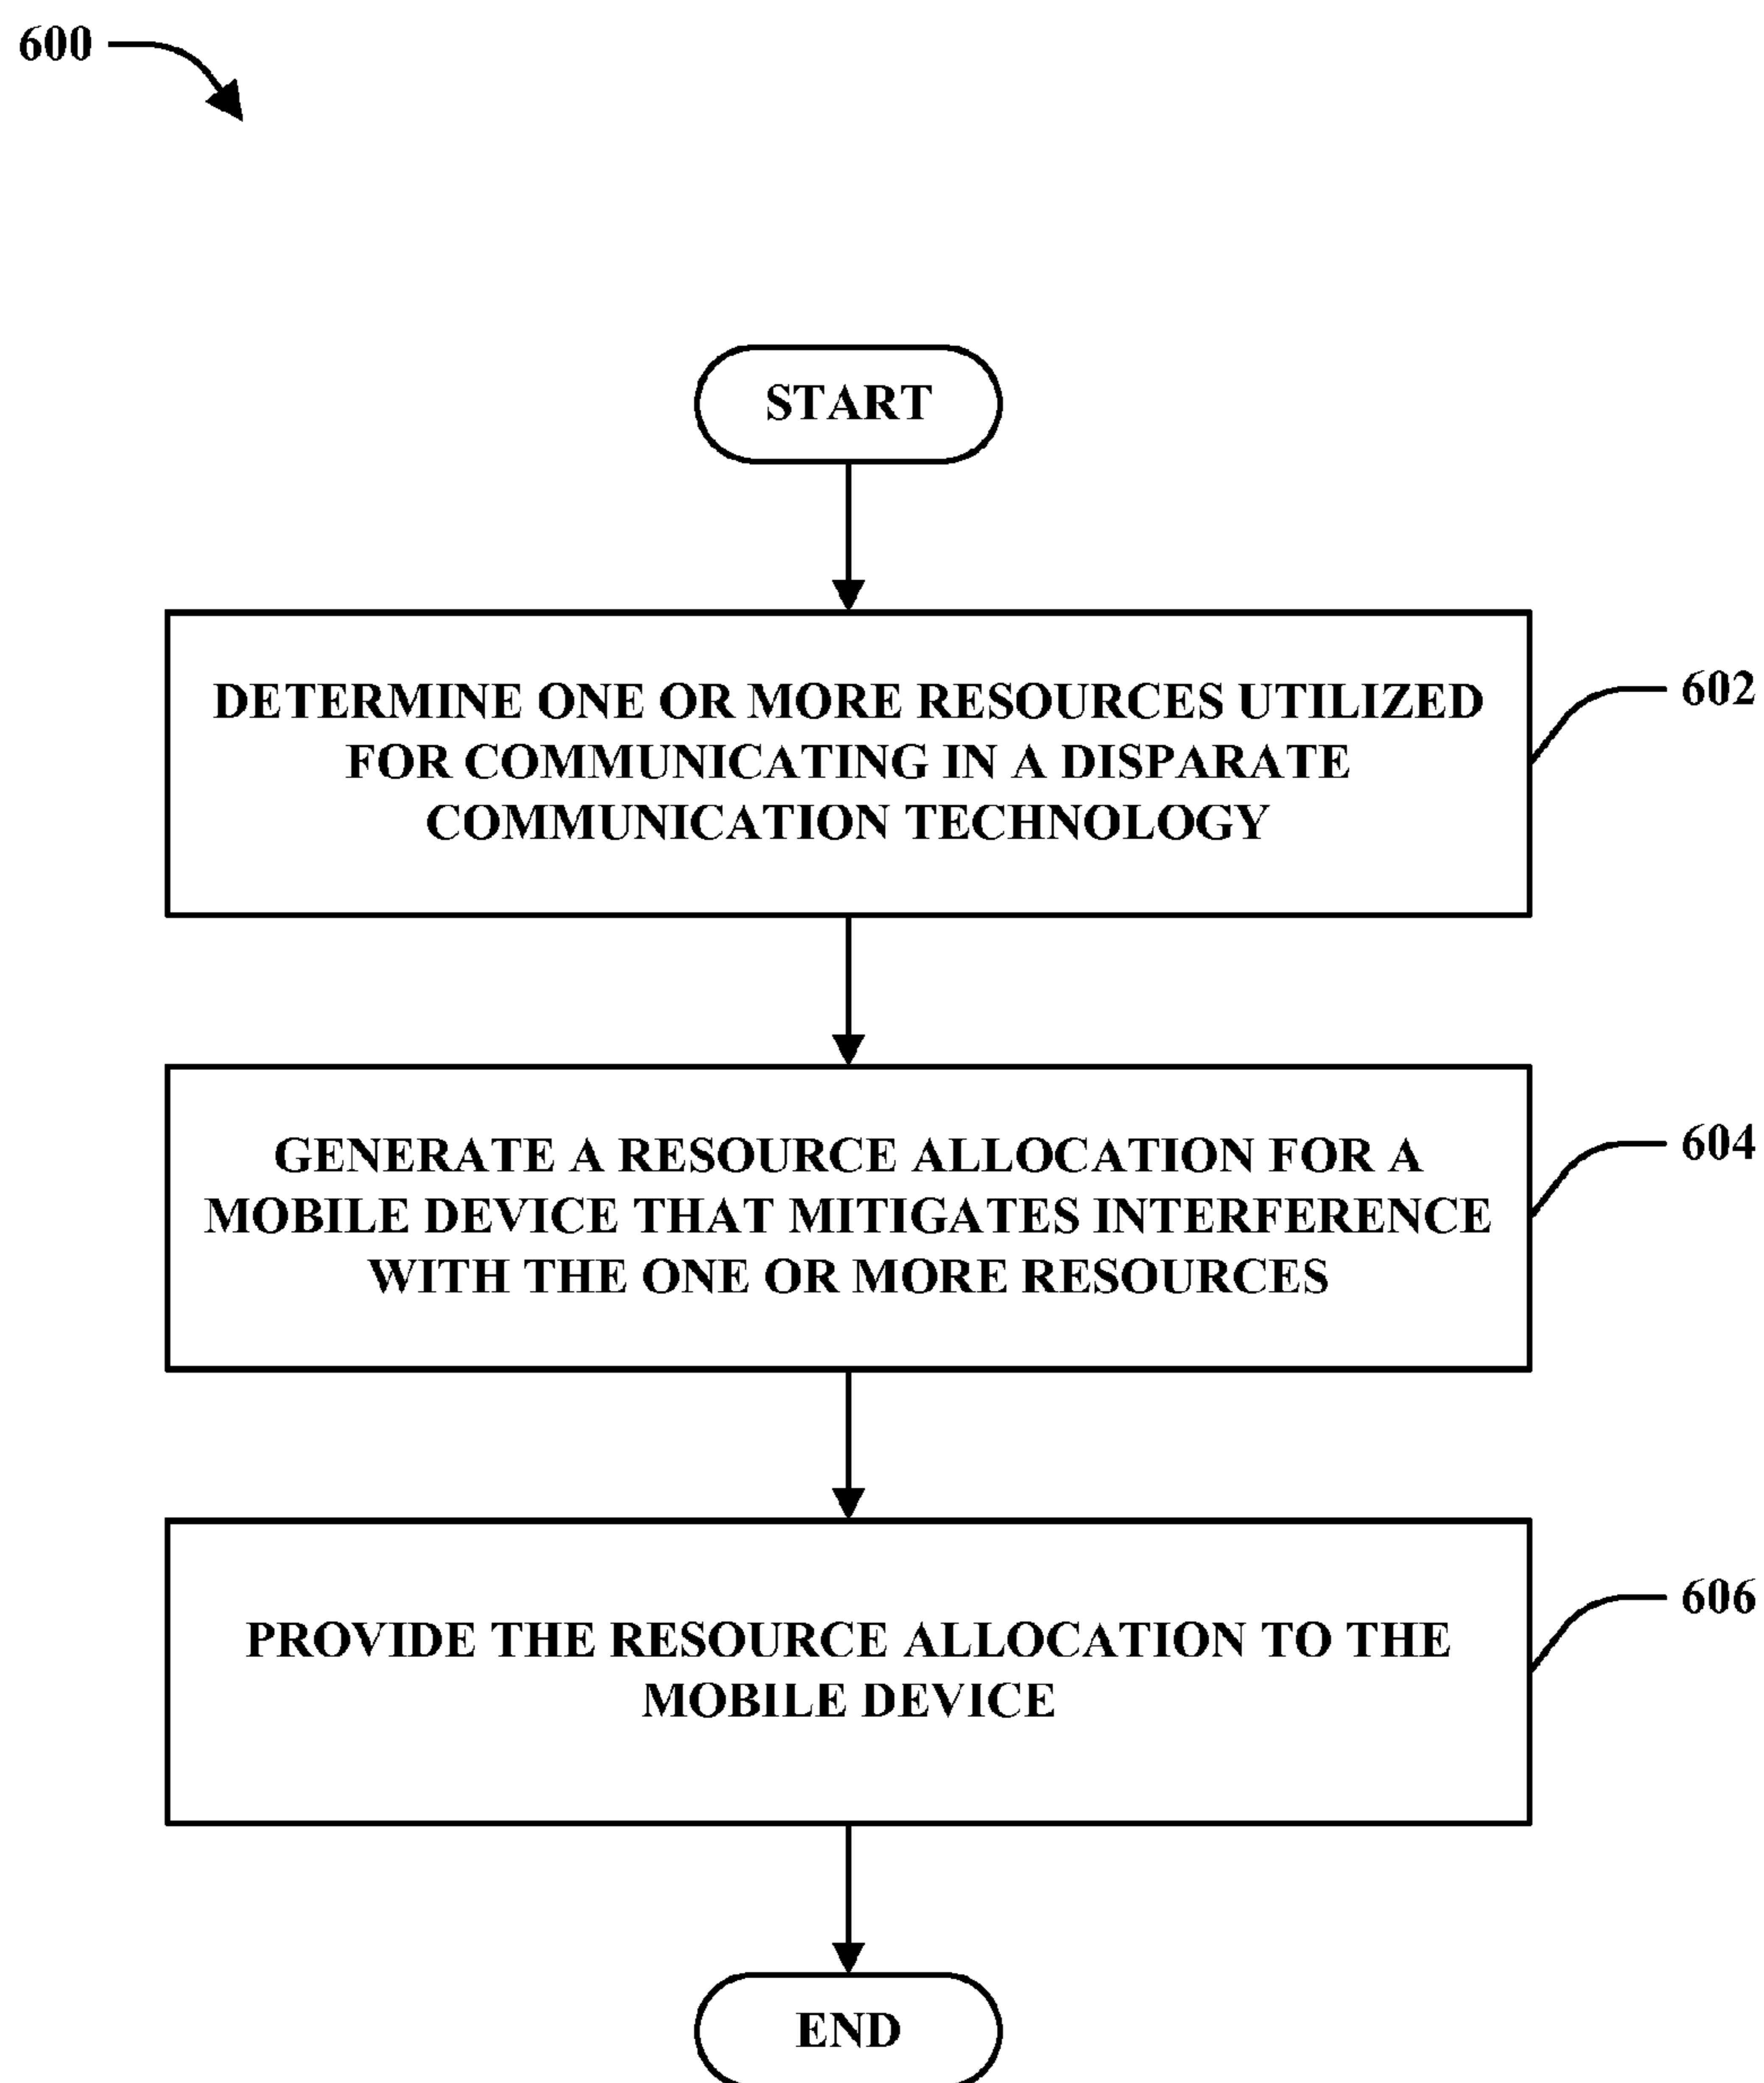 600
START
DETERMINE ONE OR MORE RESOURCES UTILIZED
FOR COMMUNICATING IN A DISPARATE
COMMUNICATION TECHNOLOGY
602
GENERATE A RESOURCE ALLOCATION FOR A
MOBILE DEVICE THAT MITIGATES INTERFERENCE
WITH THE ONE OR MORE RESOURCES
604
PROVIDE THE RESOURCE ALLOCATION TO THE
MOBILE DEVICE
606
END